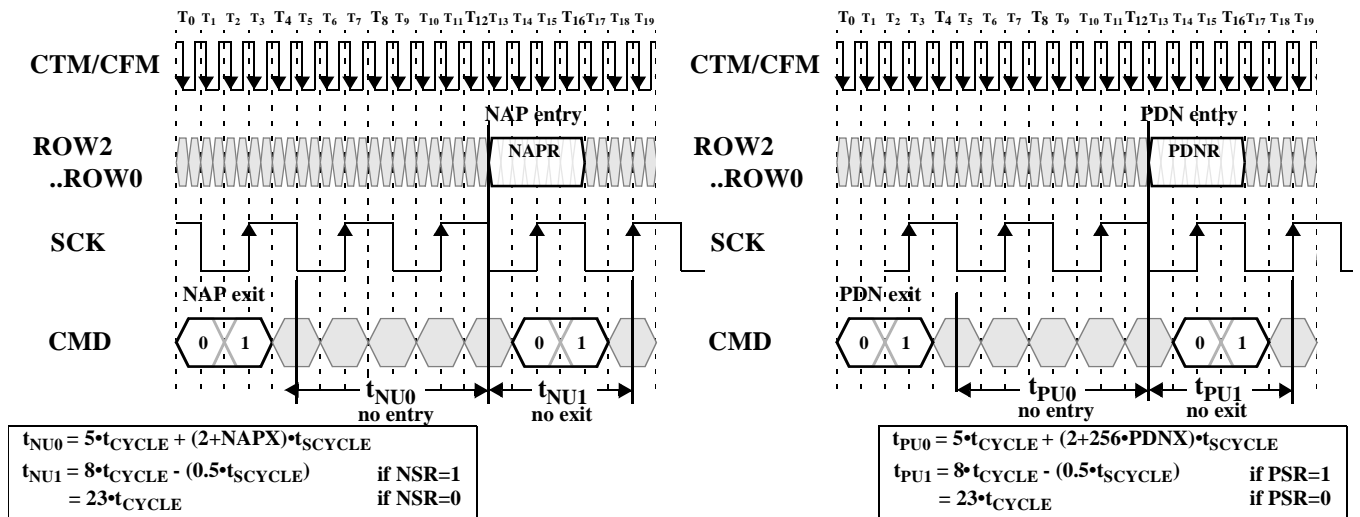 T0 T1 T2 T3 T4 T5 T6 T7 T8 T9 T10 T11 T12 T13 T14 T15 T16 T17 T18 T19
CTM/CFM
NAP entry
ROW2
..ROW0
NAPR
SCK
NAP exit
CMD
0 1 0 1
tNU0
no entry
tNU1
no exit
tNU0 = 5•tCYCLE + (2+NAPX)•tSCYCLE
tNU1 = 8•tCYCLE - (0.5•tSCYCLE) if NSR=1
= 23•tCYCLE if NSR=0
T0 T1 T2 T3 T4 T5 T6 T7 T8 T9 T10 T11 T12 T13 T14 T15 T16 T17 T18 T19
CTM/CFM
PDN entry
ROW2
..ROW0
PDNR
SCK
PDN exit
CMD
0 1 0 1
tPU0
no entry
tPU1
no exit
tPU0 = 5•tCYCLE + (2+256•PDNX)•tSCYCLE
tPU1 = 8•tCYCLE - (0.5•tSCYCLE) if PSR=1
= 23•tCYCLE if PSR=0